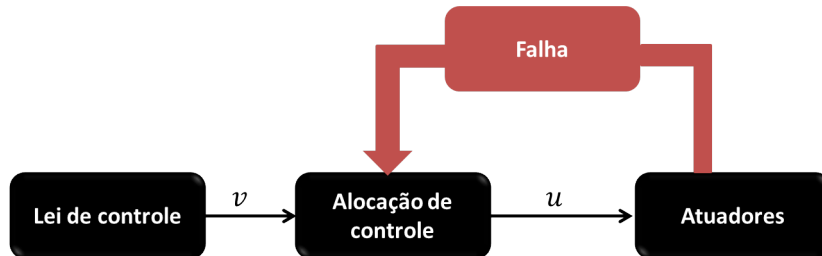 Falha
Lei de controle
v
Alocação de
controle
u
Atuadores